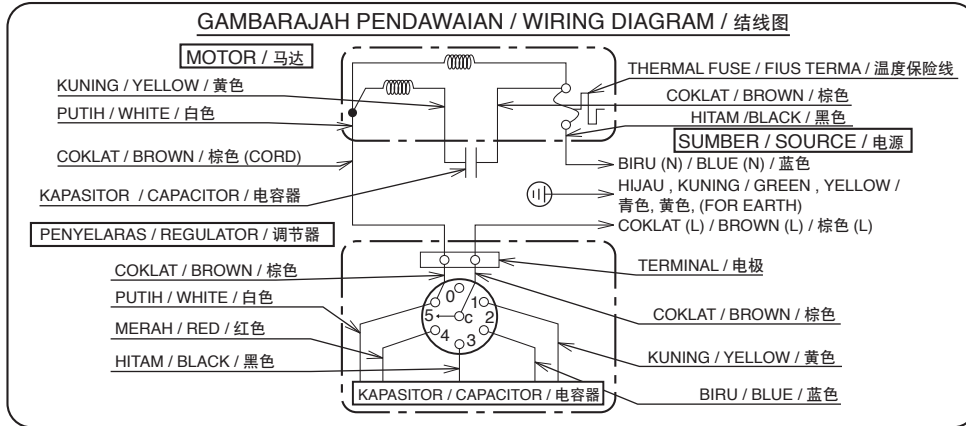 GAMBARAJAH PENDAWAIAN / WIRING DIAGRAM / 结线图
MOTOR / 马达
KUNING / YELLOW / 黄色
PUTIH / WHITE / 白色
COKLAT / BROWN / 棕色 (CORD)
KAPASITOR / CAPACITOR / 电容器
THERMAL FUSE / FIUS TERMA / 温度保险线
COKLAT / BROWN / 棕色
HITAM /BLACK / 黑色
SUMBER / SOURCE / 电源
BIRU (N) / BLUE (N) / 蓝色
HIJAU , KUNING / GREEN , YELLOW /
青色, 黄色, (FOR EARTH)
COKLAT (L) / BROWN (L) / 棕色 (L)
PENYELARAS / REGULATOR / 调节器
COKLAT / BROWN / 棕色
PUTIH / WHITE / 白色
MERAH / RED / 红色
HITAM / BLACK / 黑色
0
1
5
C
2
4
3
TERMINAL / 电极
COKLAT / BROWN / 棕色
KUNING / YELLOW / 黄色
BIRU / BLUE / 蓝色
KAPASITOR / CAPACITOR / 电容器